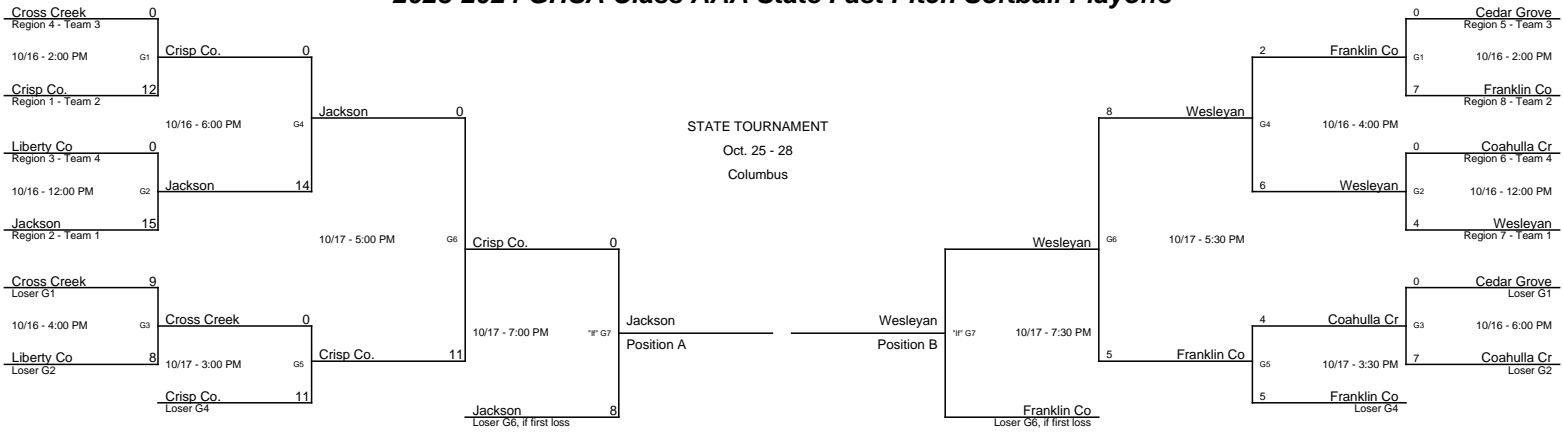 2023-2024 GHSA Class AAA State Fast Pitch Softball Playoffs
Cross Creek 0
Region 4 - Team 3
10/16 - 2:00 PM G1
Crisp Co. 0
Crisp Co. 12
Region 1 - Team 2
10/16 - 6:00 PM G4
Jackson 0
Liberty Co 0
Region 3 - Team 4
10/16 - 12:00 PM G2
Jackson 14
Jackson 15
Region 2 - Team 1
10/17 - 5:00 PM G6
Crisp Co. 0
Cross Creek 9
Loser G1
10/16 - 4:00 PM G3
Cross Creek 0
Liberty Co 8
Loser G2
10/17 - 3:00 PM G5
Crisp Co. 11
Crisp Co. 11
Loser G4
10/17 - 7:00 PM "If" G7
Jackson
Position A
Jackson 8
Loser G6, if first loss
STATE TOURNAMENT
Oct. 25 - 28
Columbus
0 Cedar Grove
Region 5 - Team 3
2 Franklin Co
G1 10/16 - 2:00 PM
7 Franklin Co
Region 8 - Team 2
8 Wesleyan
G4 10/16 - 4:00 PM
0 Coahulla Cr
Region 6 - Team 4
6 Wesleyan
G2 10/16 - 12:00 PM
4 Wesleyan
Region 7 - Team 1
Wesleyan
G6 10/17 - 5:30 PM
0 Cedar Grove
Loser G1
4 Coahulla Cr
G3 10/16 - 6:00 PM
7 Coahulla Cr
Loser G2
5 Franklin Co
G5 10/17 - 3:30 PM
5 Franklin Co
Loser G4
Wesleyan
Position B
"If" G7 10/17 - 7:30 PM
Franklin Co
Loser G6, if first loss